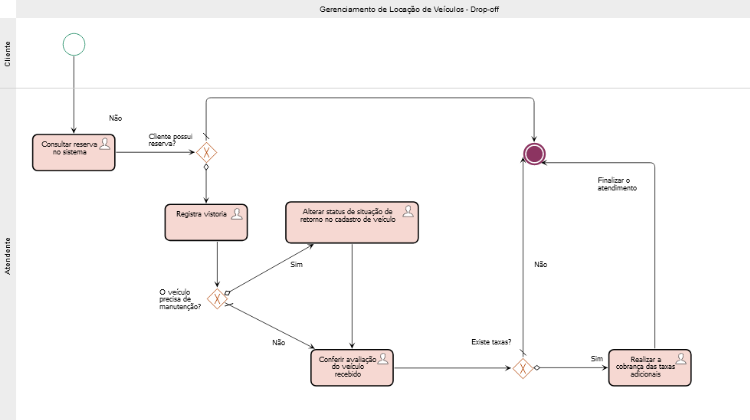 Gerenciamento de Locação de Veículos - Drop-off
Cliente
Não
Cliente possui
reserva?
Consultar reserva
no sistema
Finalizar o
atendimento
Registra vistoria
Alterar status de situação de
retorno no cadastro de veículo
Atendente
Sim
Não
O veículo
precisa de
manutenção?
Não
Existe taxas?
Conferir avaliação
do veículo
recebido
Sim
Realizar a
cobrança das taxas
adicionais